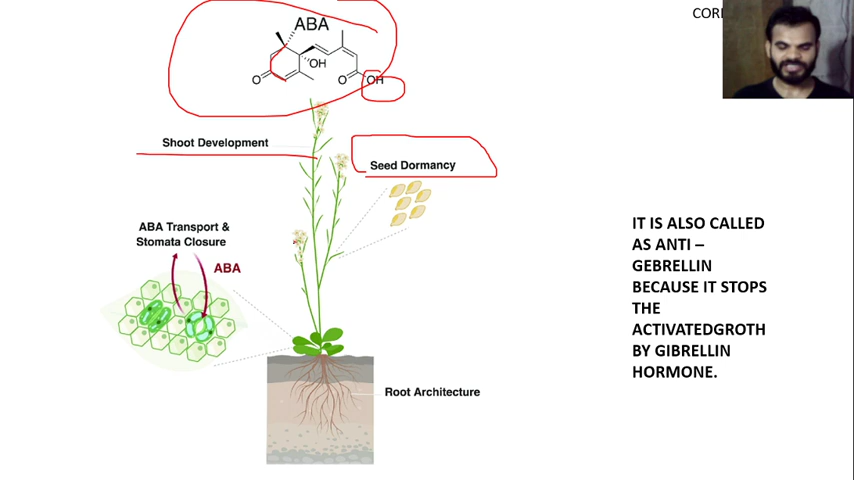 CORE
ABA
OH
O
O
OH
Shoot Development
Seed Dormancy
ABA Transport &
Stomata Closure
ABA
Root Architecture
IT IS ALSO CALLED
AS ANTI –
GEBRELLIN
BECAUSE IT STOPS
THE
ACTIVATEDGROTH
BY GIBRELLIN
HORMONE.